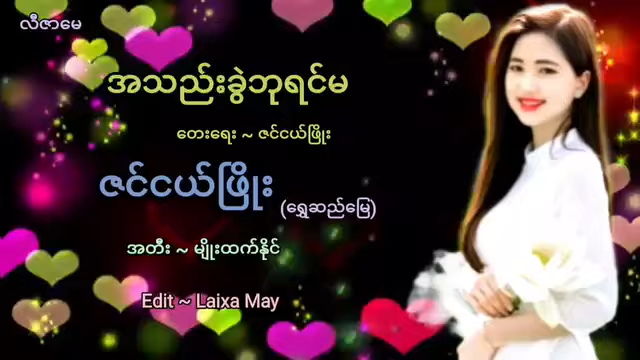 လီဇာမေ
အသည်းခွဲဘုရင်မ
တေးရေး ~ ဇင်ငယ်ဖြိုး
ဇင်ငယ်ဖြိုး
(ရွှေဆည်မြေ)
အတီး ~ မျိုးထက်နိုင်
Edit ~ Laixa May